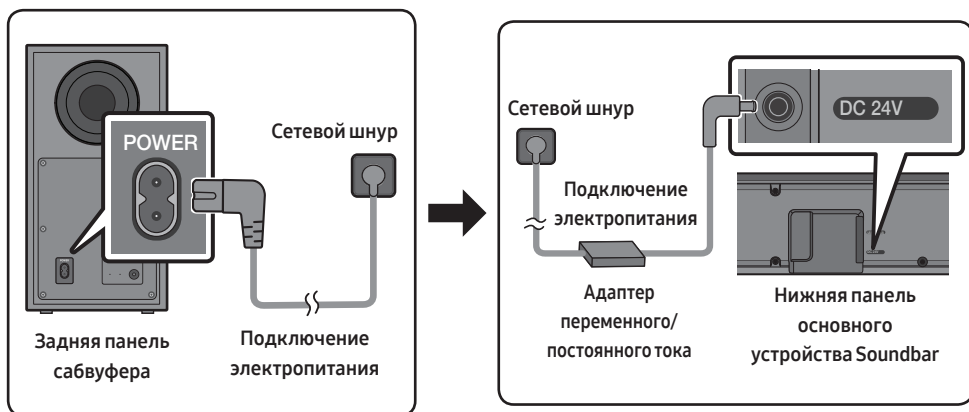 POWER
Сетевой шнур
Задняя панель
сабвуфера
Подключение
электропитания
DC 24V
Сетевой шнур
Подключение
электропитания
Адаптер
переменного/
постоянного тока
Нижняя панель
основного
устройства Soundbar